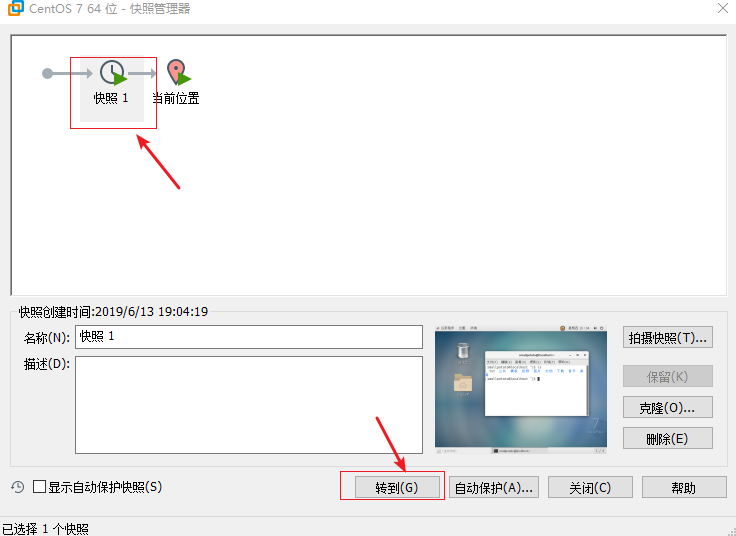 CentOS 7 64 位 - 快照管理器
快照 1
当前位置
快照创建时间:2019/6/13 19:04:19
名称(N):
快照 1
描述(D):
拍摄快照(T)...
保留(K)
克隆(O)...
删除(E)
显示自动保护快照(S)
转到(G)
自动保护(A)...
关闭(C)
帮助
已选择 1 个快照